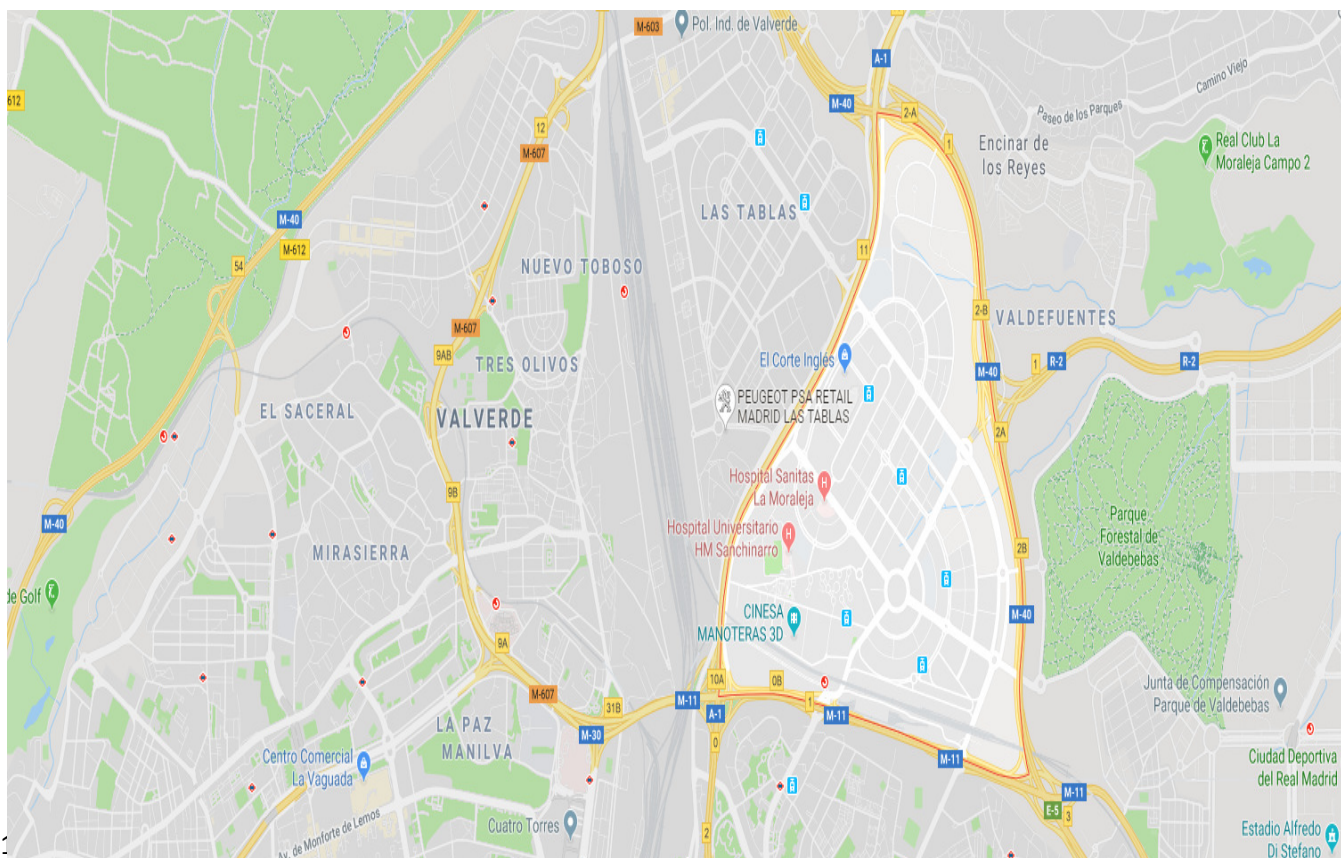 M-603
Pol. Ind. de Valverde
A-1
Camino Viejo
612
M-40
2-A
Paseo de los Parques
12
1
Encinar de
los Reyes
Real Club La
Moraleja Campo 2
M-607
M-40
LAS TABLAS
M-612
11
54
NUEVO TOBOSO
2-B
VALDEFUENTES
M-607
9AB
TRES OLIVOS
El Corte Inglés
M-40
1
R-2
R-2
PEUGEOT PSA RETAIL
MADRID LAS TABLAS
EL SACERAL
VALVERDE
2A
Hospital Sanitas
La Moraleja
9B
M-40
Hospital Universitario
HM Sanchinarro
Parque
Forestal de
Valdebebas
MIRASIERRA
2B
de Golf
CINESA
MANOTERAS 3D
M-40
9A
10A
0B
M-607
31B
M-11
1
A-1
M-11
Junta de Compensación
Parque de Valdebebas
LA PAZ
MANILVA
M-30
0
M-11
Centro Comercial
La Vaguada
Ciudad Deportiva
del Real Madrid
M-11
E-5
3
Av. de Monforte de Lemos
Cuatro Torres
2
Estadio Alfredo
Di Stefano